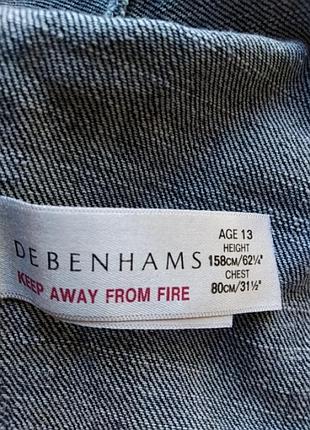 DEBENHAMS
KEEP AWAY FROM FIRE
AGE 13
HEIGHT
158CM/62¼"
CHEST
80CM/31½"